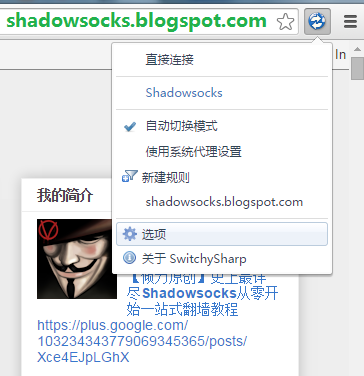 shadowsocks.blogspot.com
In
直接连接
Shadowsocks
自动切换模式
使用系统代理设置
新建规则
shadowsocks.blogspot.com
选项
关于 SwitchySharp
我的简介
【倾力原创】史上最详
尽Shadowsocks从零开
始一站式翻墙教程
https://plus.google.com/
103234343779069345365/posts/
Xce4EJpLGhX